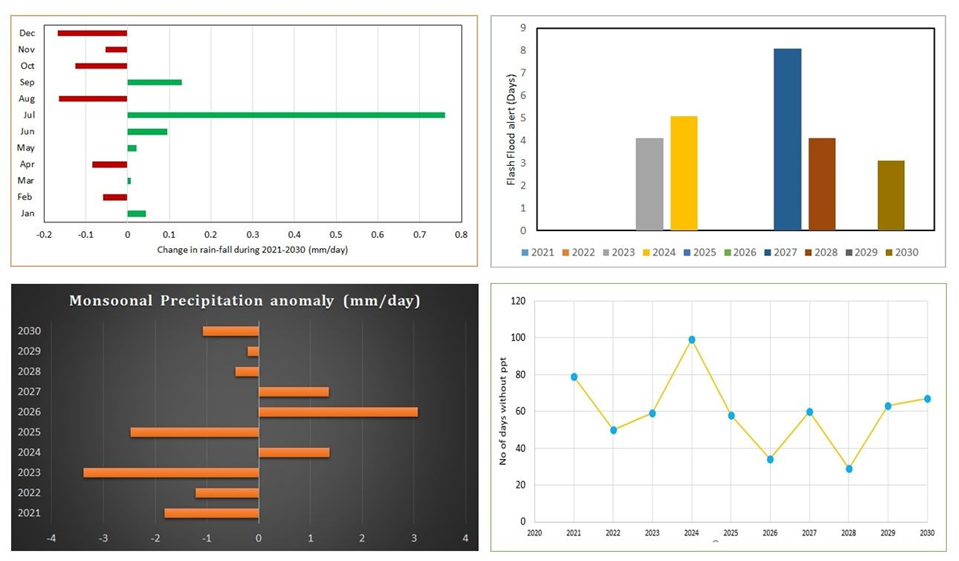 Dec
Nov
Oct
Sep
Aug
Jul
Jun
May
Apr
Mar
Feb
Jan
-0.2 -0.1 0 0.1 0.2 0.3 0.4 0.5 0.6 0.7 0.8
Change in rain-fall during 2021-2030 (mm/day)
Flash Flood alert (Days)
9
8
7
6
5
4
3
2
1
0
2021 2022 2023 2024 2025 2026 2027 2028 2029 2030
Monsoonal Precipitation anomaly (mm/day)
2030
2029
2028
2027
2026
2025
2024
2023
2022
2021
-4 -3 -2 -1 0 1 2 3 4
No of days without ppt
120
100
80
60
40
20
0
2020 2021 2022 2023 2024 2025 2026 2027 2028 2029 2030